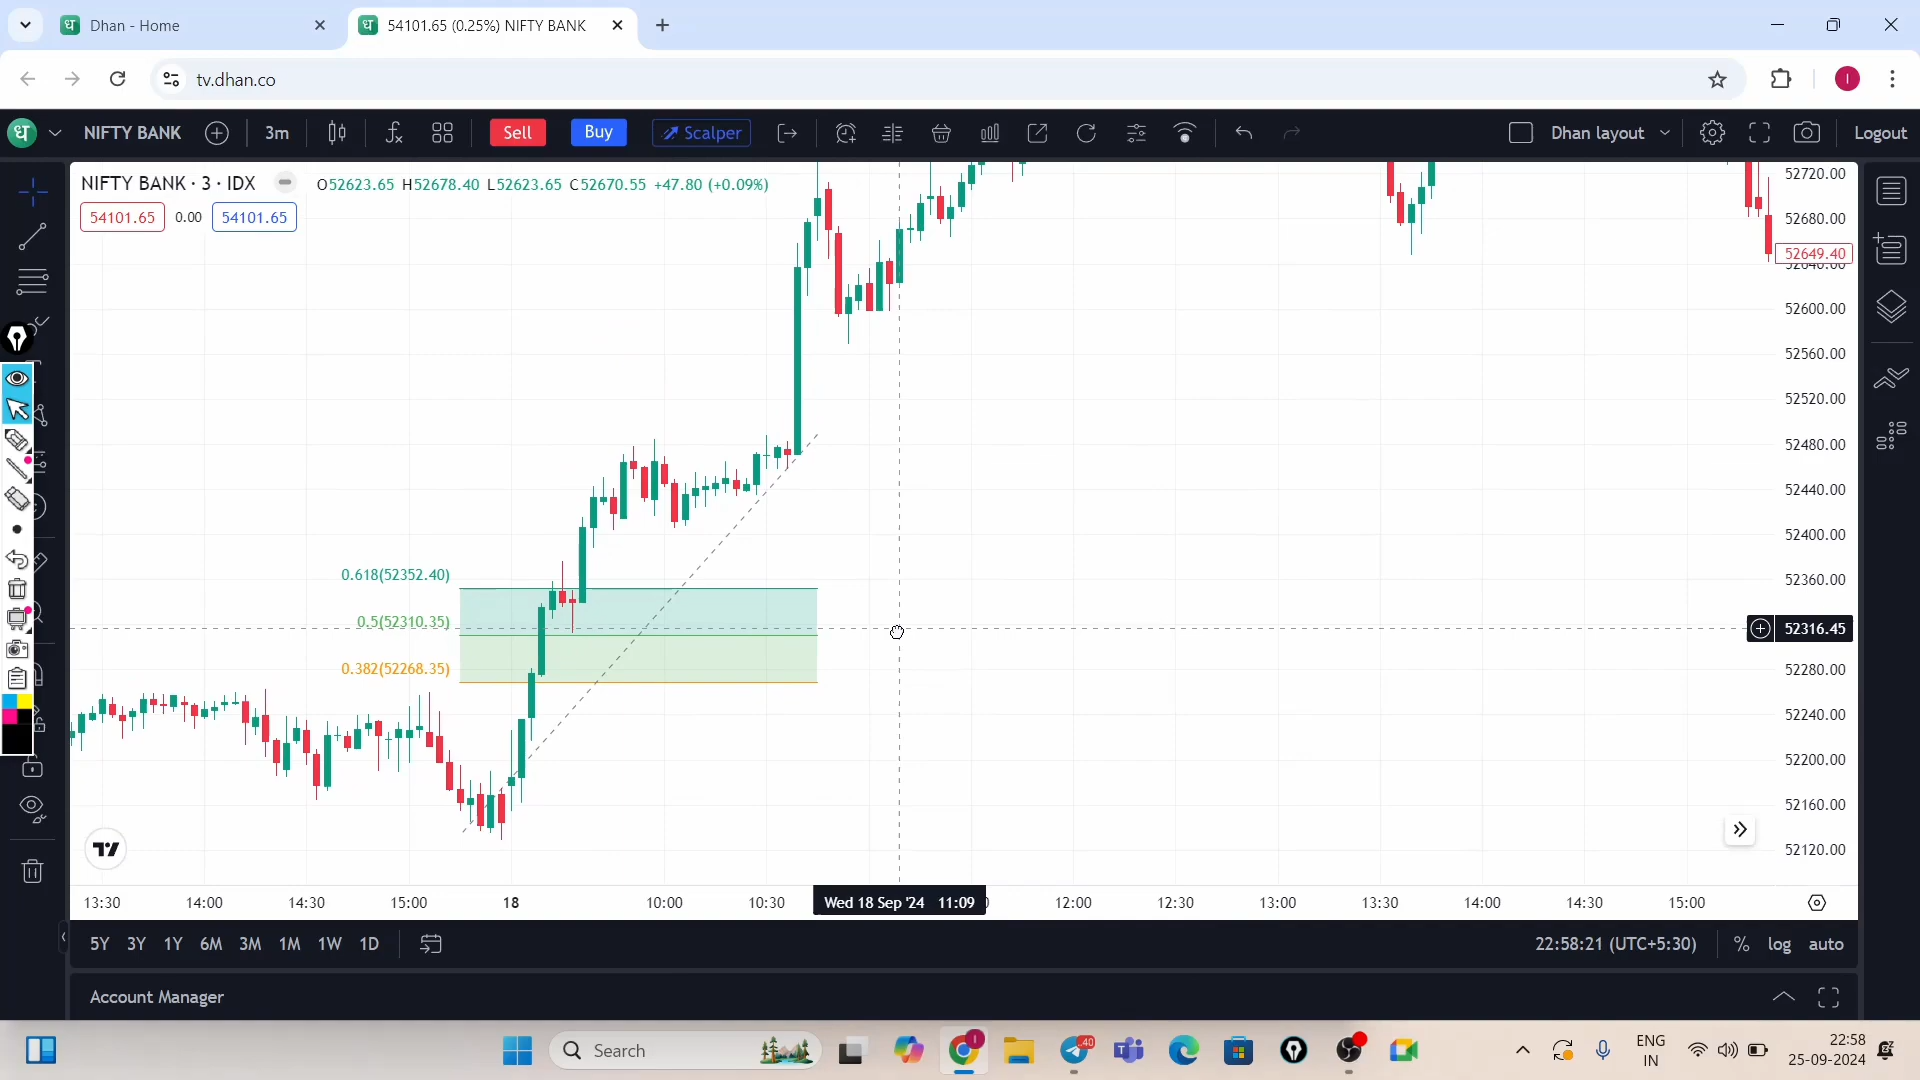 Dhan - Home
54101.65 (0.25%) NIFTY BANK
tv.dhan.co
I
ध
NIFTY BANK
3m
Sell
Buy
Scalper
Dhan layout
Logout
NIFTY BANK · 3 · IDX
O52623.65 H52678.40 L52623.65 C52670.55 +47.80 (+0.09%)
54101.65 0.00 54101.65
52720.00
52680.00
52649.40
52640.00
52600.00
52560.00
52520.00
52480.00
52440.00
52400.00
52360.00
52316.45
52280.00
52240.00
52200.00
52160.00
52120.00
0.618(52352.40)
0.5(52310.35)
0.382(52268.35)
13:30 14:00 14:30 15:00 18 10:00 10:30 Wed 18 Sep '24 11:09 12:00 12:30 13:00 13:30 14:00 14:30 15:00
5Y 3Y 1Y 6M 3M 1M 1W 1D
22:58:21 (UTC+5:30) % log auto
Account Manager
Search
40
ENG
IN
22:58
25-09-2024